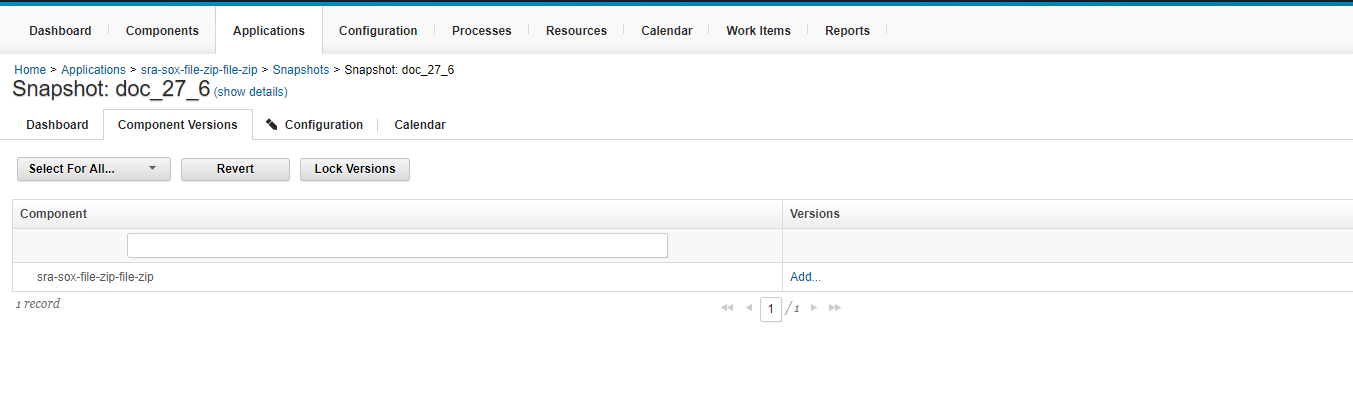 Dashboard Components Applications Configuration Processes Resources Calendar Work Items Reports
Home > Applications > sra-sox-file-zip-file-zip > Snapshots > Snapshot: doc_27_6
Snapshot: doc_27_6 (show details)
Dashboard Component Versions Configuration Calendar
Select For All... Revert Lock Versions
Component Versions
sra-sox-file-zip-file-zip Add...
1 record 1 / 1